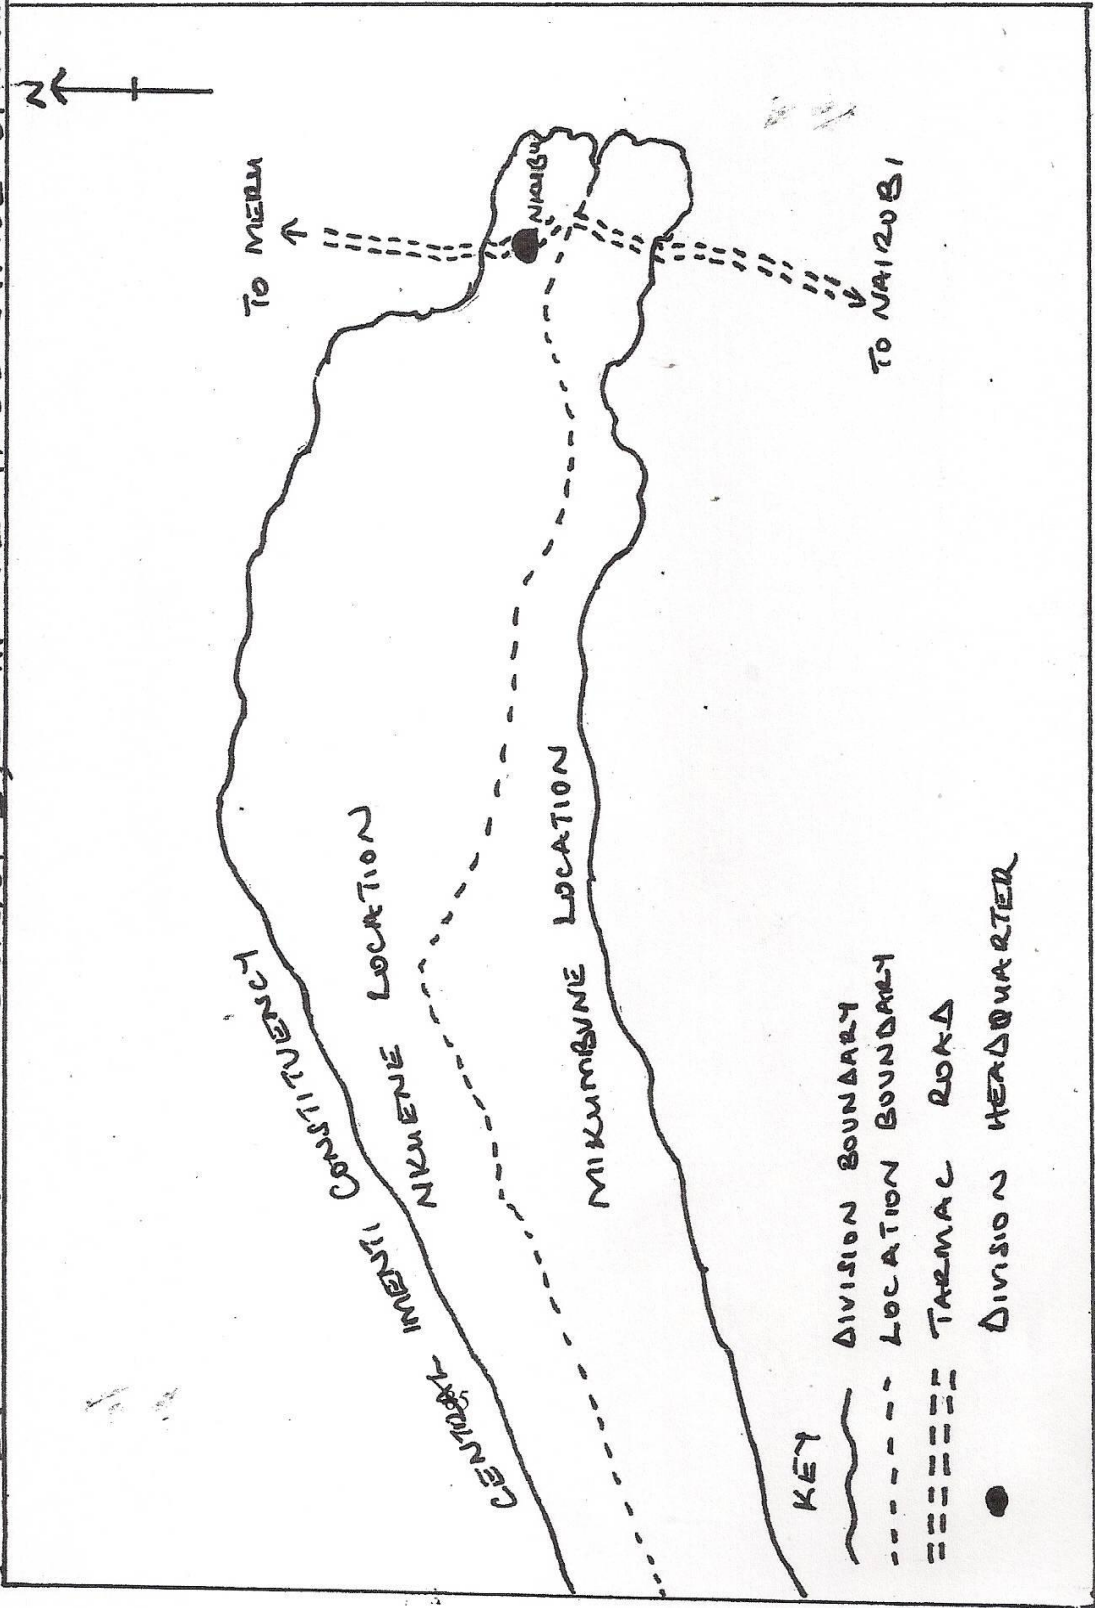 N
TO MERU
NKUBU
TO NAIROBI
CENTRAL IMENTI CONSTITUENCY
NKUENE LOCATION
MIKUMBUNE LOCATION
KEY
DIVISION BOUNDARY
LOCATION BOUNDARY
TARMAC ROAD
DIVISION HEADQUARTER